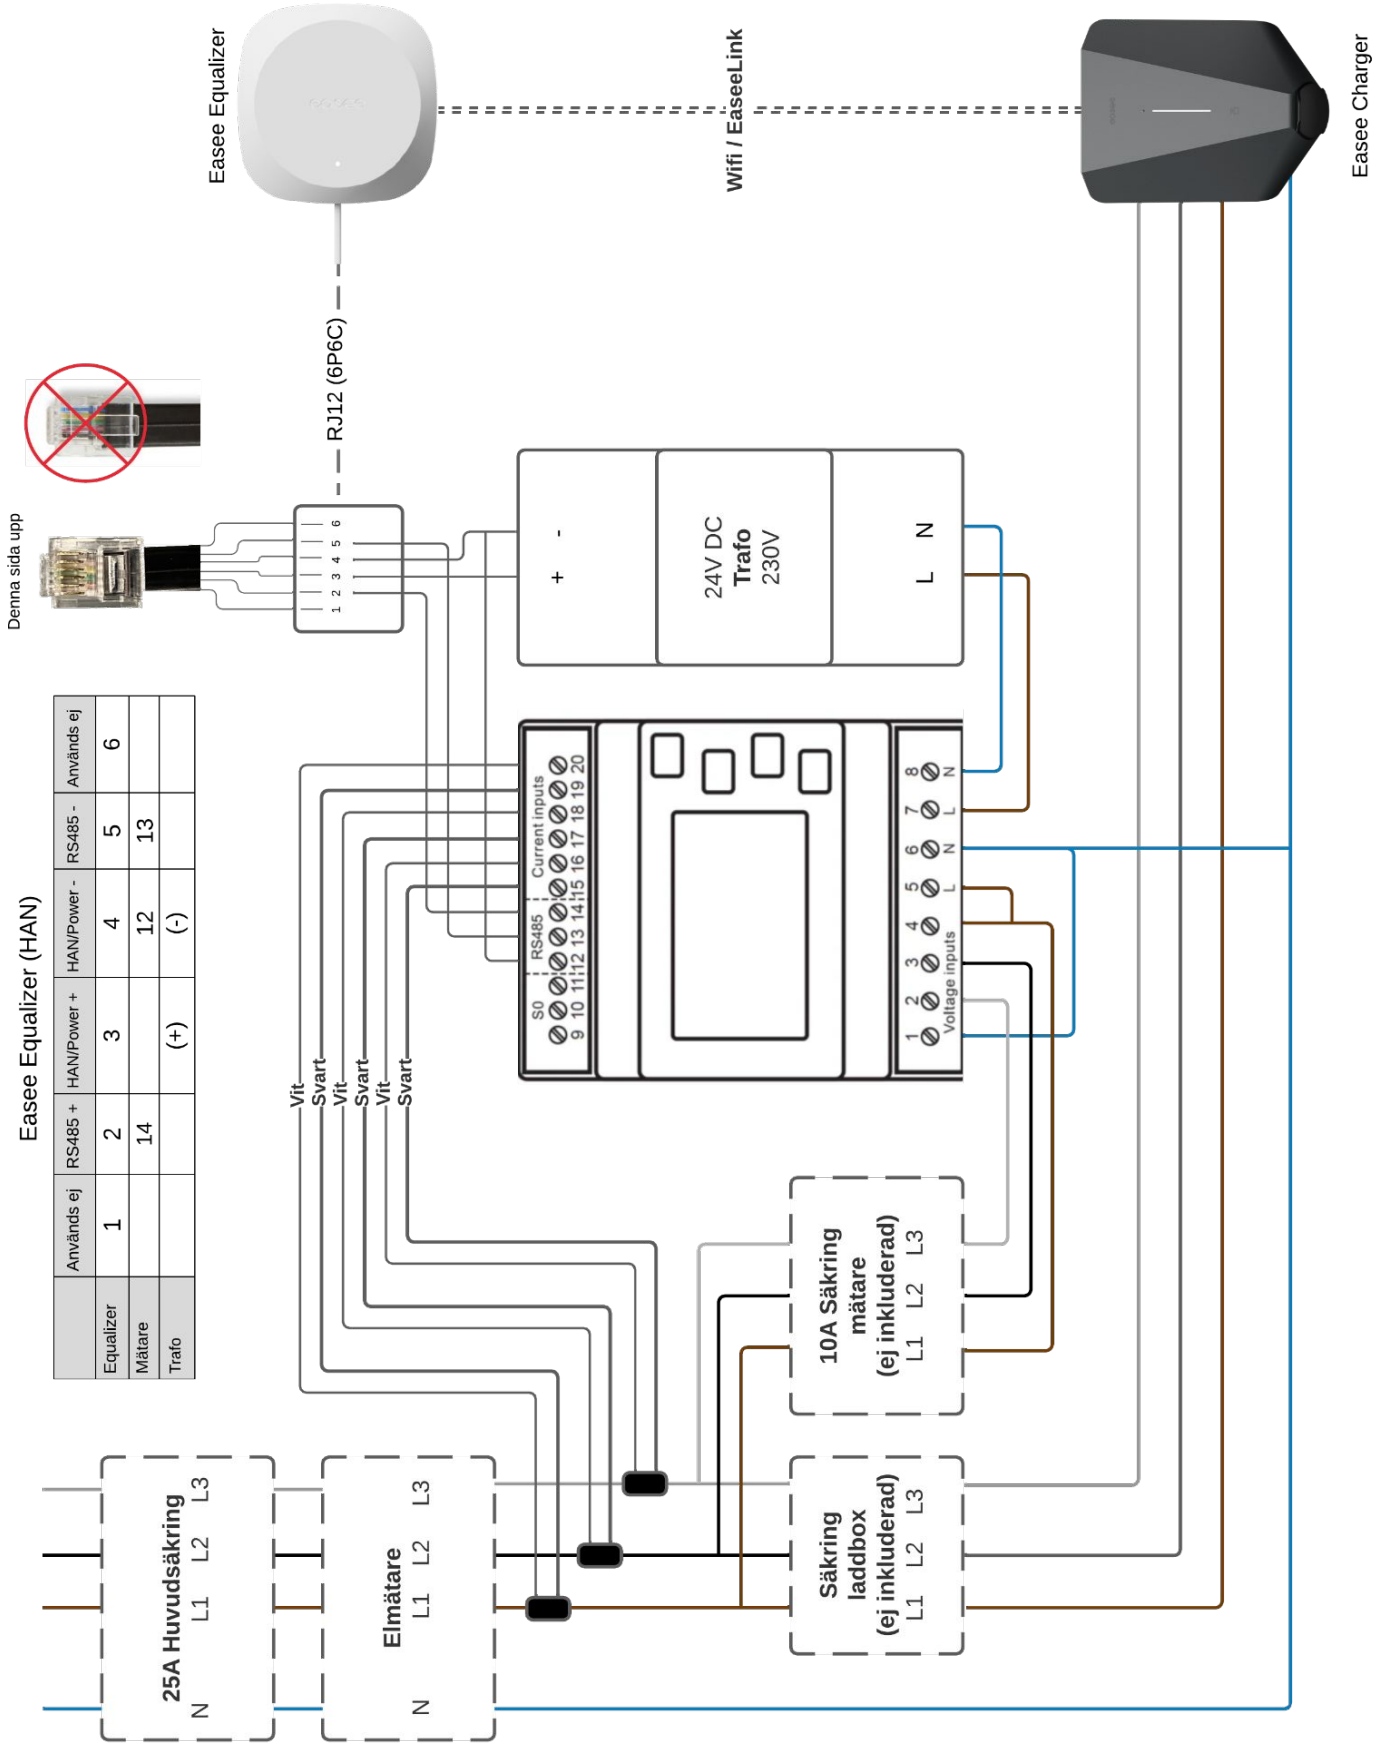 Denna sida upp
Easee Equalizer (HAN)
Används ej RS485 + HAN/Power + HAN/Power - RS485 - Används ej
Equalizer 1 2 3 4 5 6
Mätare 14 12 13
Trafo (+) (-)
1 2 3 4 5 6
RJ12 (6P6C)
Easee Equalizer
easee
25A Huvudsäkring
N L1 L2 L3
Elmätare
N L1 L2 L3
Vit
Svart
Vit
Svart
Vit
Svart
S0 RS485 Current inputs
9 10 11 12 13 14 15 16 17 18 19 20
1 2 3 4 5 6 7 8
Voltage inputs L N L N
+ -
24V DC
Trafo
230V
L N
Wifi / EaseeLink
10A Säkring
mätare
(ej inkluderad)
L1 L2 L3
Säkring
laddbox
(ej inkluderad)
L1 L2 L3
Easee Charger